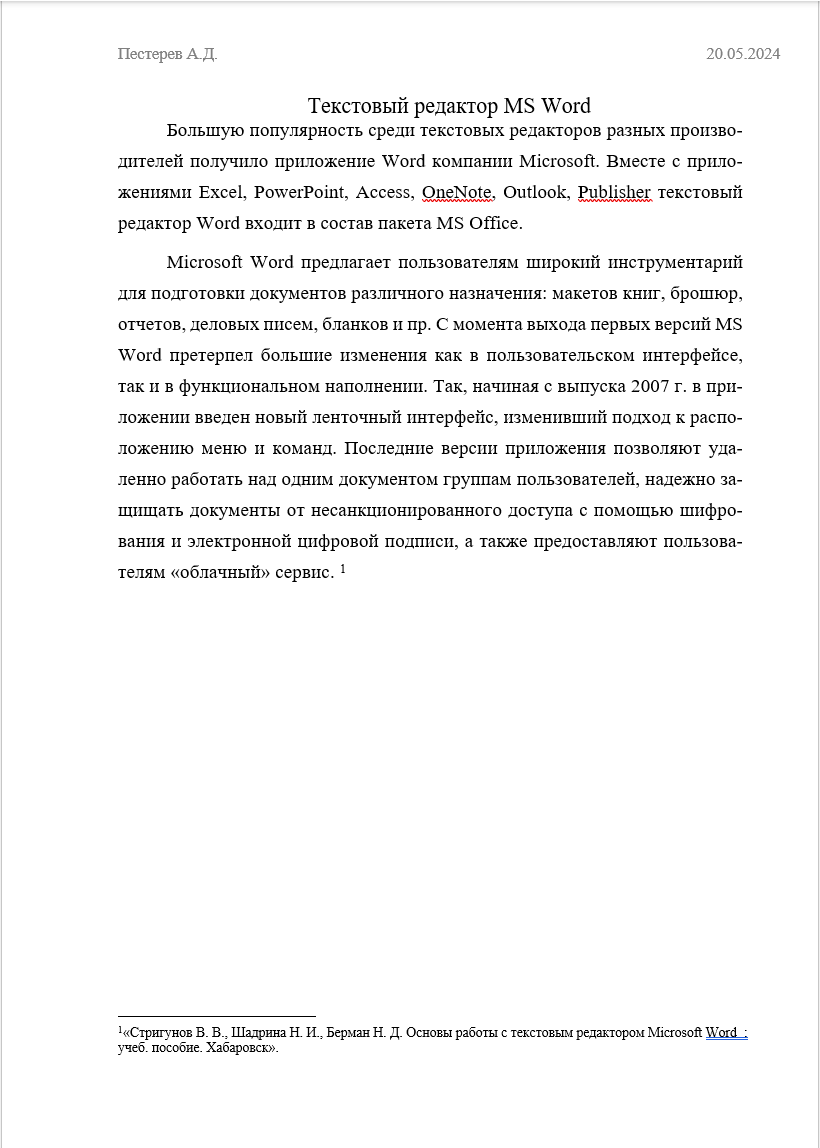 Пестерев А.Д. 20.05.2024
Текстовый редактор MS Word
Большую популярность среди текстовых редакторов разных произво-
дителей получило приложение Word компании Microsoft. Вместе с прило-
жениями Excel, PowerPoint, Access, OneNote, Outlook, Publisher текстовый
редактор Word входит в состав пакета MS Office.
Microsoft Word предлагает пользователям широкий инструментарий
для подготовки документов различного назначения: макетов книг, брошюр,
отчетов, деловых писем, бланков и пр. С момента выхода первых версий MS
Word претерпел большие изменения как в пользовательском интерфейсе,
так и в функциональном наполнении. Так, начиная с выпуска 2007 г. в при-
ложении введен новый ленточный интерфейс, изменивший подход к распо-
ложению меню и команд. Последние версии приложения позволяют уда-
ленно работать над одним документом группам пользователей, надежно за-
щищать документы от несанкционированного доступа с помощью шифро-
вания и электронной цифровой подписи, а также предоставляют пользова-
телям «облачный» сервис. ¹
¹«Стригунов В. В., Шадрина Н. И., Берман Н. Д. Основы работы с текстовым редактором Microsoft Word :
учеб. пособие. Хабаровск».